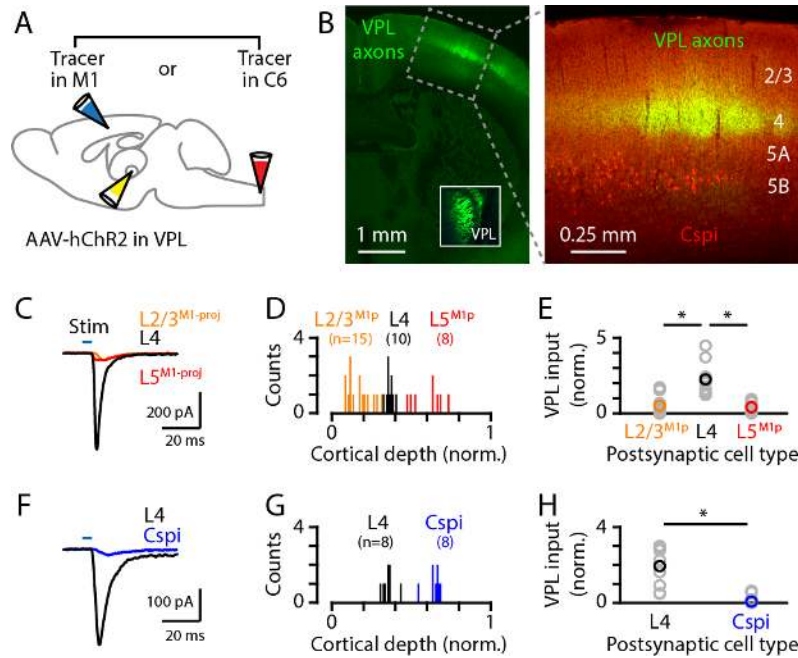 A
Tracer in M1
or
Tracer in C6
AAV-hChR2 in VPL
B
VPL axons
VPL
1 mm
VPL axons
2/3
4
5A
5B
Cspi
0.25 mm
C
Stim
L2/3M1-proj
L4
L5M1-proj
200 pA
20 ms
D
L2/3M1p
L4
L5M1p
(n=15)
(10)
(8)
Counts
4
0
0
1
Cortical depth (norm.)
E
* *
VPL input
(norm.)
5
0
L2/3M1p
L4
L5M1p
Postsynaptic cell type
F
L4
Cspi
100 pA
20 ms
G
L4
Cspi
(n=8)
(8)
Counts
4
0
0
1
Cortical depth (norm.)
H
*
VPL input
(norm.)
4
0
L4
Cspi
Postsynaptic cell type